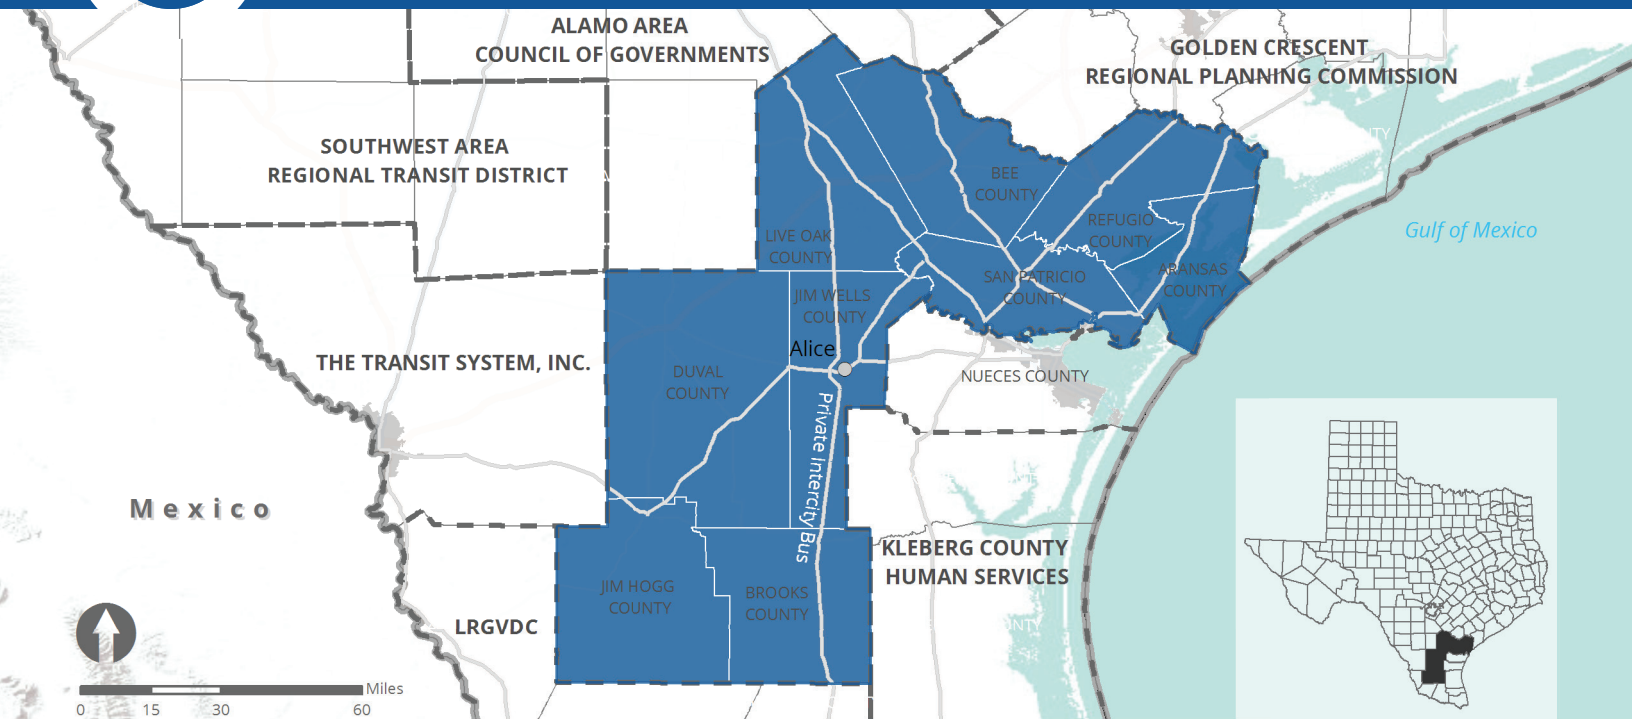 ALAMO AREA
COUNCIL OF GOVERNMENTS
GOLDEN CRESCENT
REGIONAL PLANNING COMMISSION
SOUTHWEST AREA
REGIONAL TRANSIT DISTRICT
BEE
COUNTY
REFUGIO
COUNTY
Gulf of Mexico
LIVE OAK
COUNTY
SAN PATRICIO
COUNTY
ARANSAS
COUNTY
JIM WELLS
COUNTY
Alice
THE TRANSIT SYSTEM, INC.
DUVAL
COUNTY
NUECES COUNTY
Private Intercity Bus
Mexico
KLEBERG COUNTY
HUMAN SERVICES
JIM HOGG
COUNTY
BROOKS
COUNTY
LRGVDC
Miles
0 15 30 60